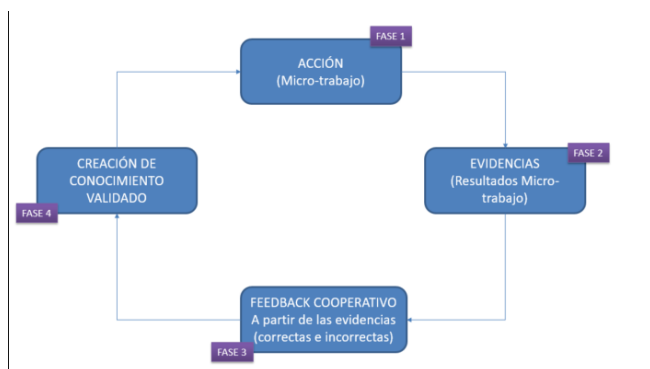 FASE 1
ACCIÓN
(Micro-trabajo)
FASE 2
EVIDENCIAS
(Resultados Micro-
trabajo)
FEEDBACK COOPERATIVO
A partir de las evidencias
(correctas e incorrectas)
FASE 3
CREACIÓN DE
CONOCIMIENTO
VALIDADO
FASE 4